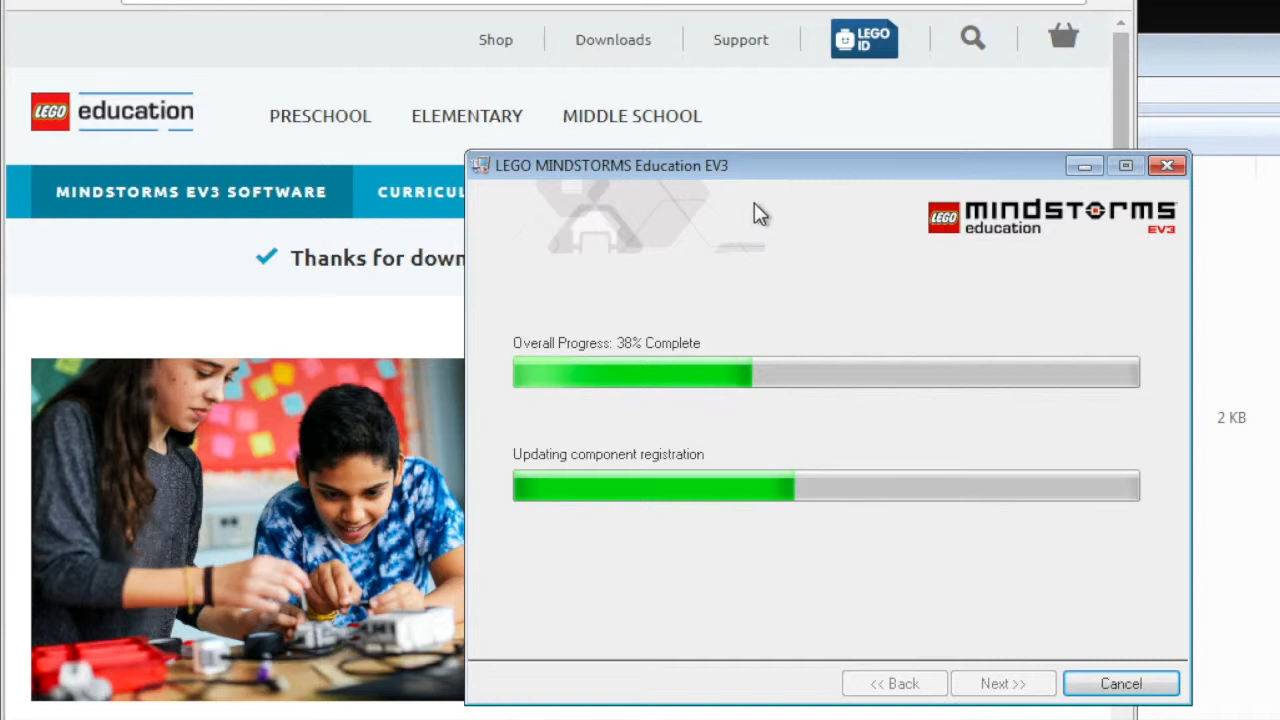 Shop
Downloads
Support
LEGO ID
LEGO education
PRESCHOOL
ELEMENTARY
MIDDLE SCHOOL
MINDSTORMS EV3 SOFTWARE
CURRICUL
Thanks for down
LEGO MINDSTORMS Education EV3
LEGO mindstorms
education EV3
Overall Progress: 38% Complete
Updating component registration
2 KB
<< Back
Next >>
Cancel